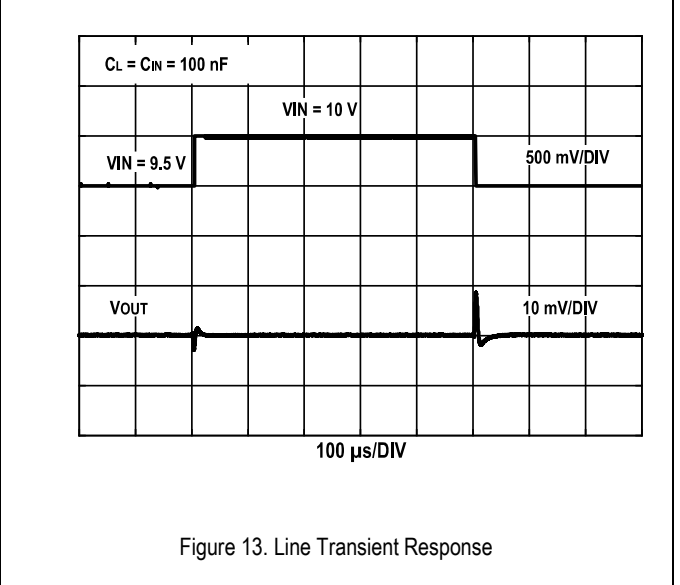 CL = CIN = 100 nF
VIN = 10 V
VIN = 9.5 V
500 mV/DIV
VOUT
10 mV/DIV
100 µs/DIV
Figure 13. Line Transient Response